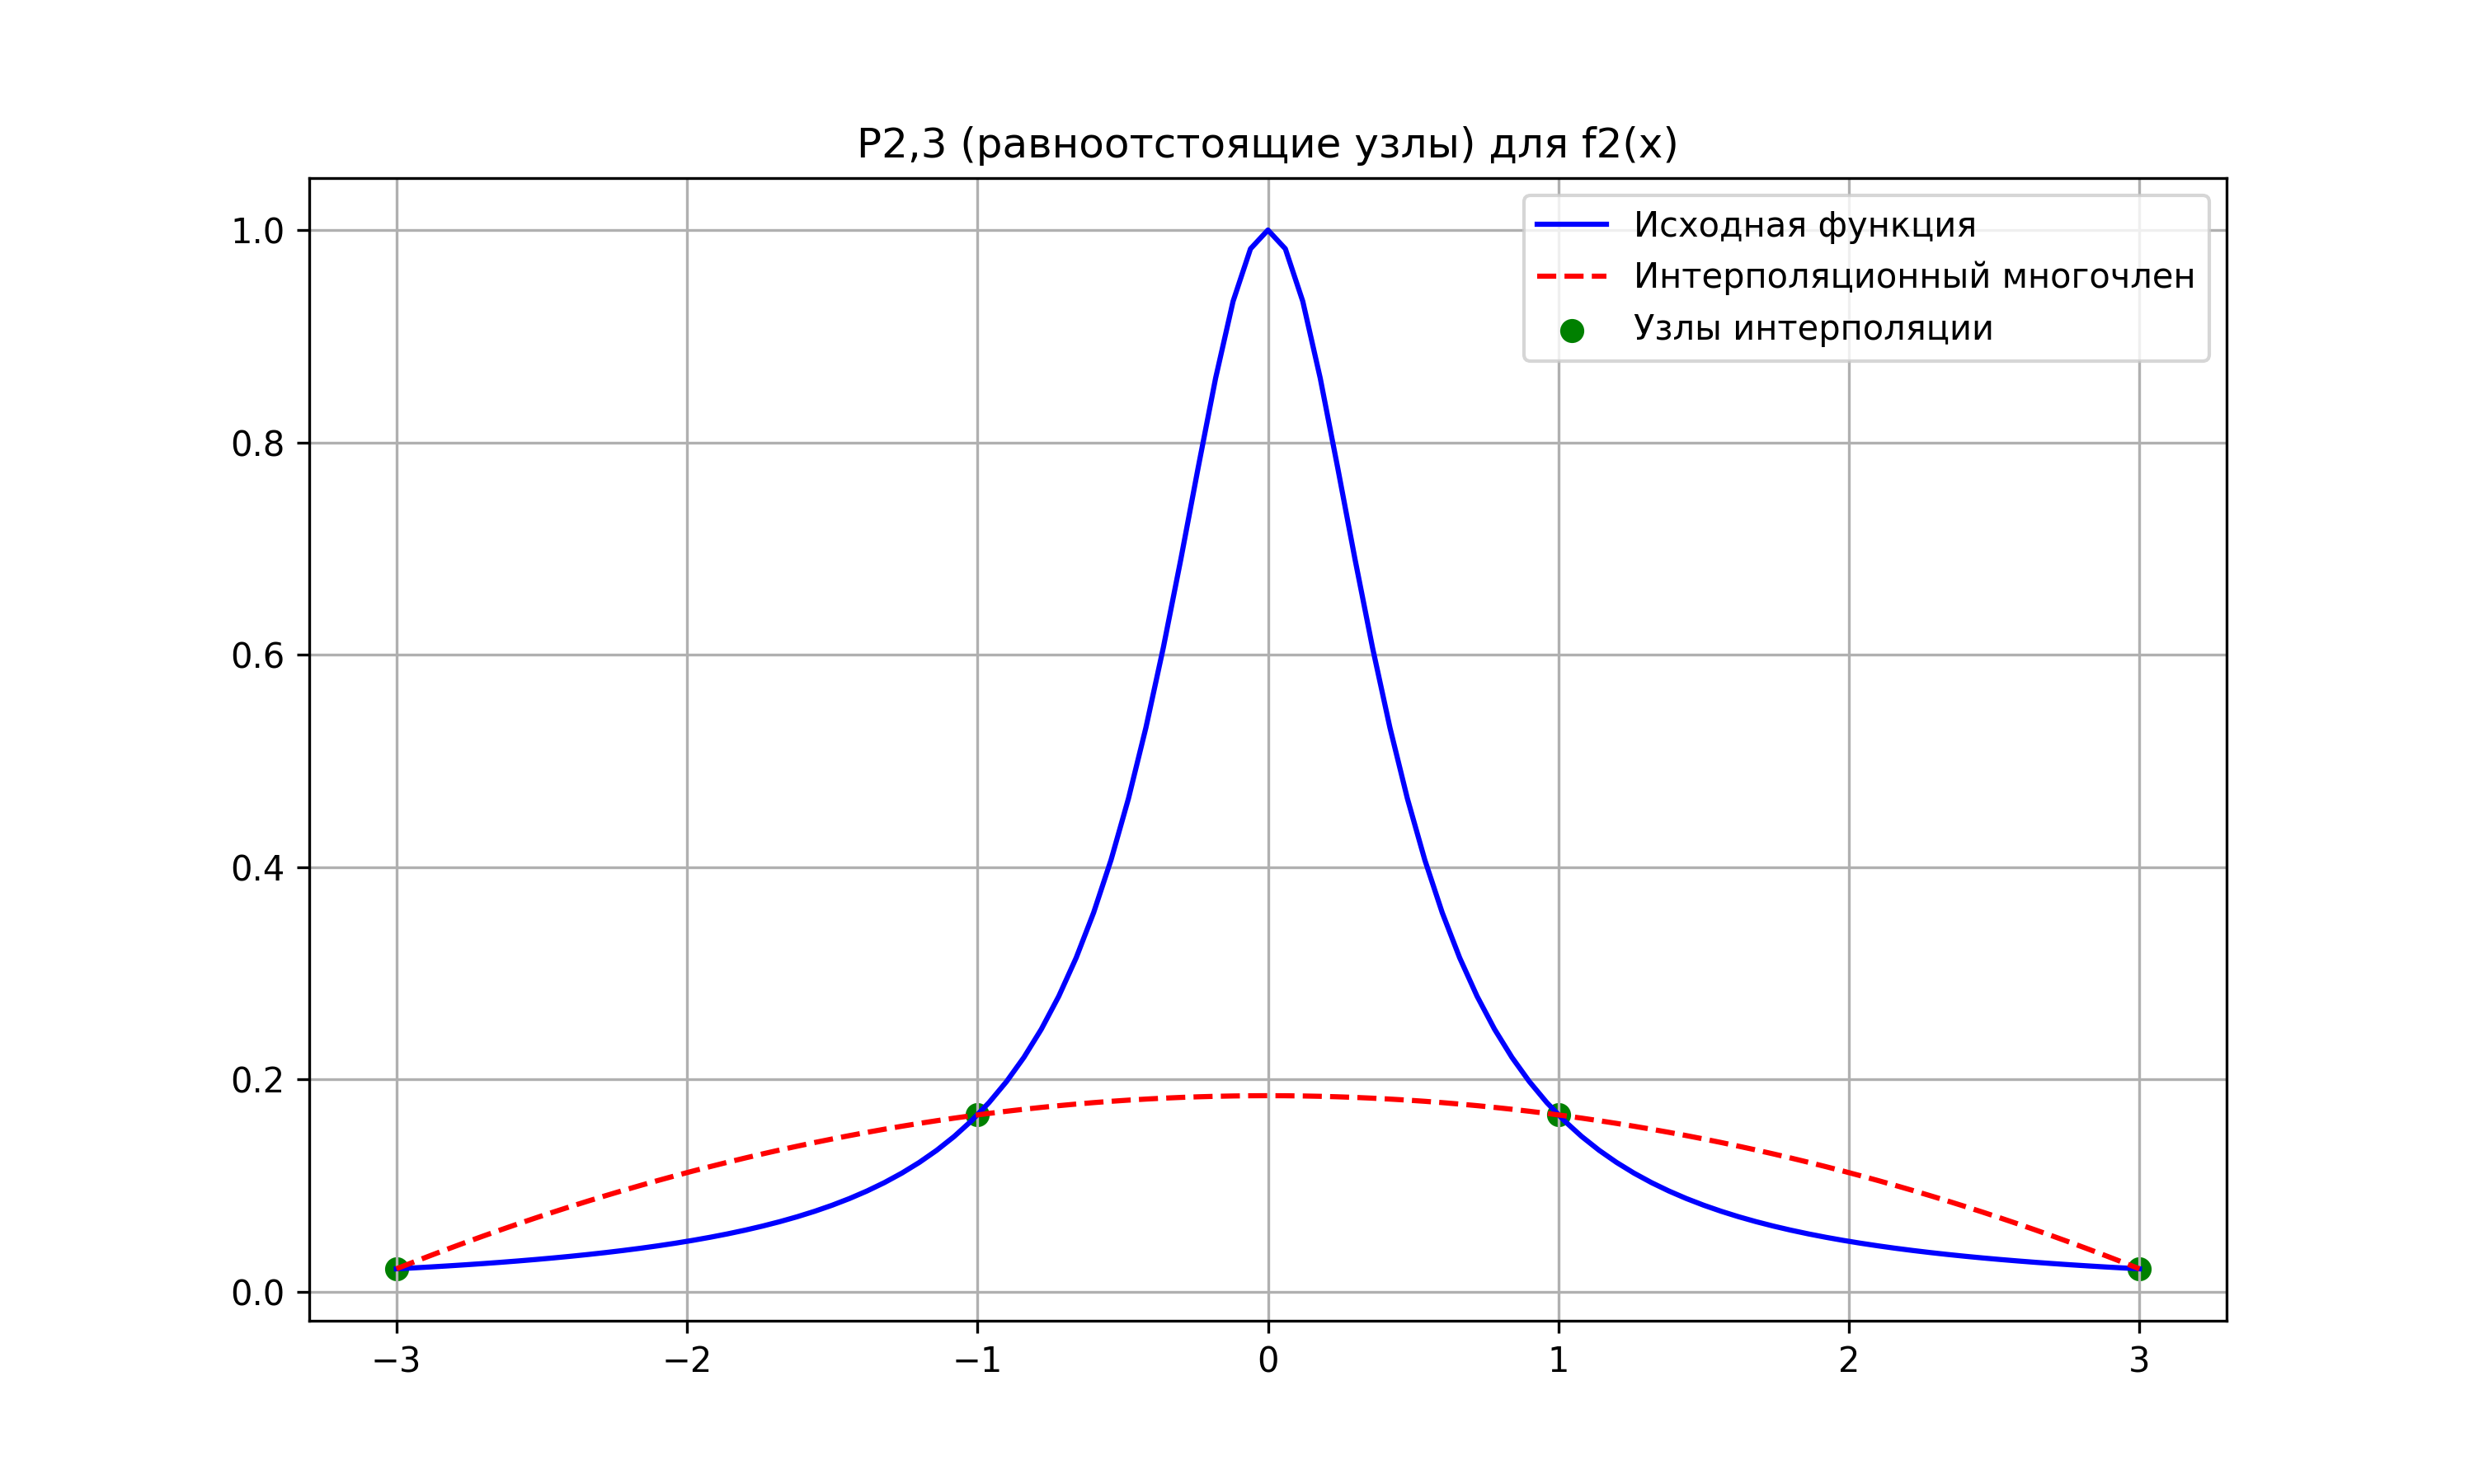 P2,3 (равноотстоящие узлы) для f2(x)
Исходная функция
Интерполяционный многочлен
Узлы интерполяции
1.0
0.8
0.6
0.4
0.2
0.0
−3 −2 −1 0 1 2 3